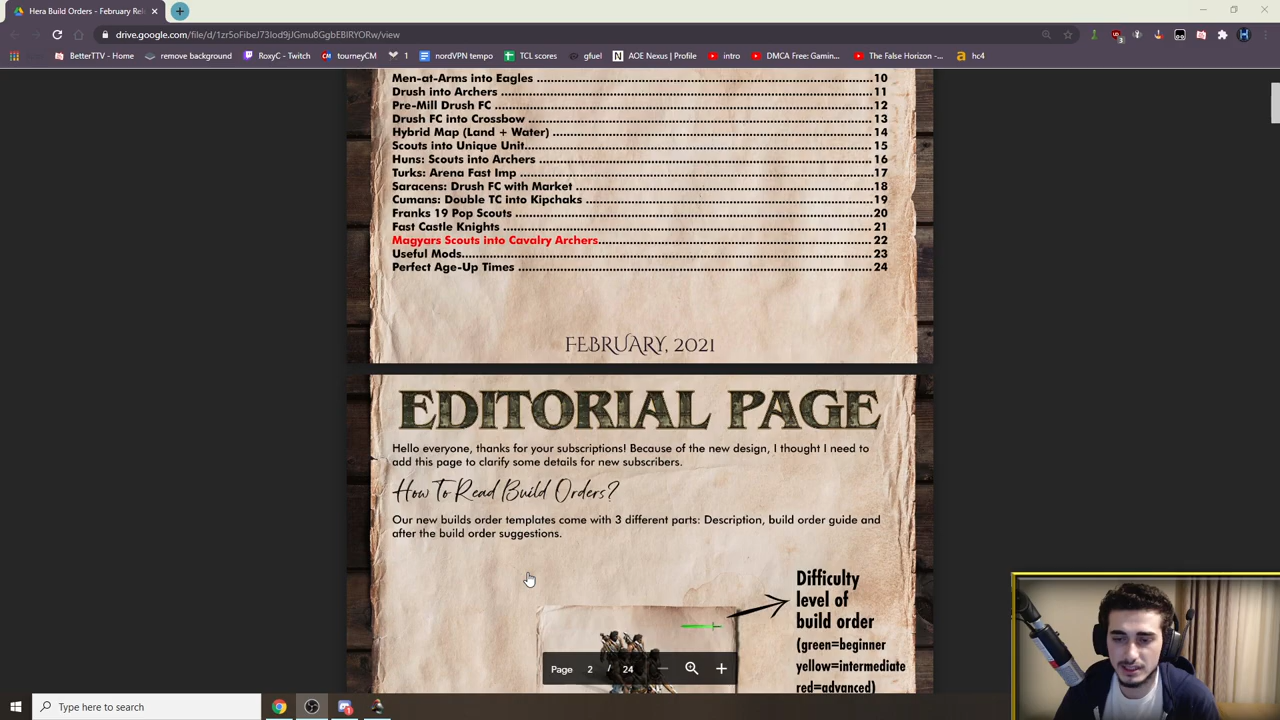 Hera Build Orders - February Rele
drive.google.com/file/d/1zrSoFibeJ73Iod9jJGmu8GgbEBlRYORw/view
BetterTTV - Home remove background RoxyC - Twitch tourneyCM 1 nordVPN tempo TCL scores gfuel AOE Nexus | Profile intro DMCA Free: Gamin... The False Horizon -... hc4
Men-at-Arms into Eagles 10
Drush into Archers 11
Pre-Mill Drush FC 12
Drush FC into Crossbow 13
Hybrid Map (Land + Water) 14
Scouts into Unique Unit 15
Huns: Scouts into Archers 16
Turks: Arena Fast Imp 17
Saracens: Drush FC with Market 18
Cumans: Double TC into Kipchaks 19
Franks 19 Pop Scouts 20
Fast Castle Knights 21
Magyars Scouts into Cavalry Archers 22
Useful Mods 23
Perfect Age-Up Times 24
FEBRUARY, 2021
EDITORIAL PAGE
Hello everyone, thanks for your subscriptions! Because of the new design, I thought I need to
add this page to clarify some details for new subscribers.
How To Read Build Orders?
Our new builds order templates come with 3 different parts: Description, build order guide and
after the build order suggestions.
Difficulty
level of
build order
(green=beginner
yellow=intermediate
red=advanced)
Page 2 / 24
Type here to search